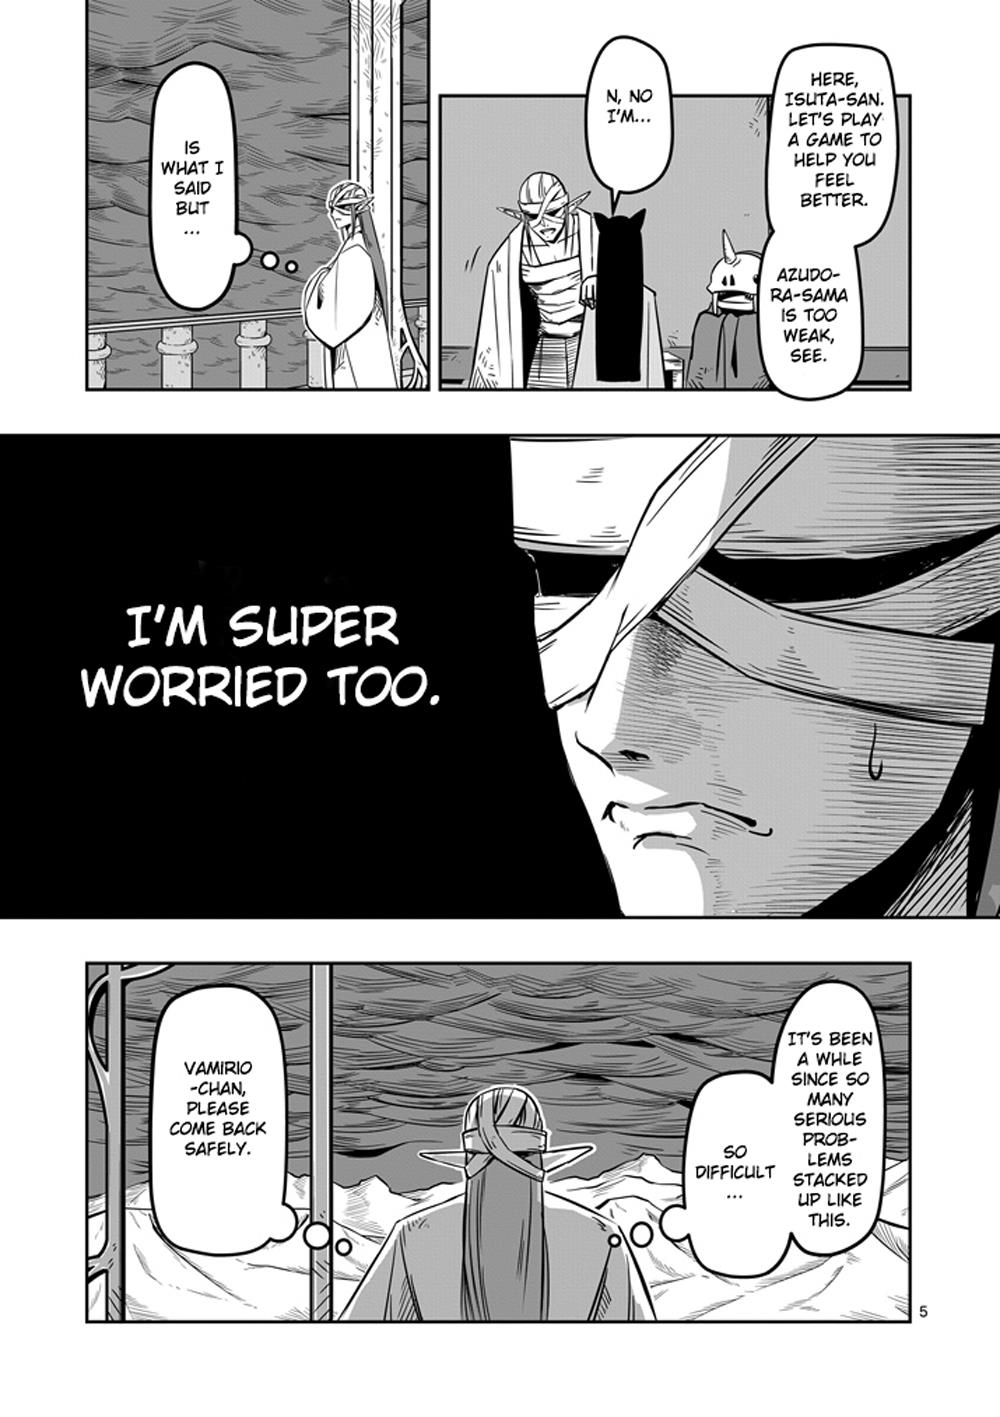 HERE,
ISUTA-SAN.
LET'S PLAY
A GAME TO
HELP YOU
FEEL
BETTER.
AZUDO-
RA-SAMA
IS TOO
WEAK,
SEE.
N, NO
I'M...
IS
WHAT I
SAID
BUT
...
I'M SUPER
WORRIED TOO.
IT'S BEEN
A WHLE
SINCE SO
MANY
SERIOUS
PROB-
LEMS
STACKED
UP LIKE
THIS.
SO
DIFFICULT
...
VAMIRIO
-CHAN,
PLEASE
COME BACK
SAFELY.
5